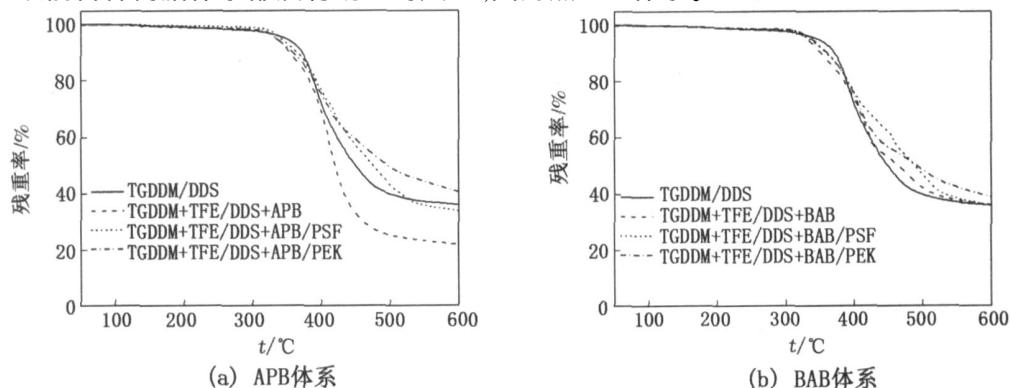 100
80
60
40
20
0
残重率/%
TGDDM/DDS
TGDDM+TFE/DDS+APB
TGDDM+TFE/DDS+APB/PSF
TGDDM+TFE/DDS+APB/PEK
100 200 300 400 500 600
t/℃
(a) APB体系
100
80
60
40
20
0
残重率/%
TGDDM/DDS
TGDDM+TFE/DDS+BAB
TGDDM+TFE/DDS+BAB/PSF
TGDDM+TFE/DDS+BAB/PEK
100 200 300 400 500 600
t/℃
(b) BAB体系